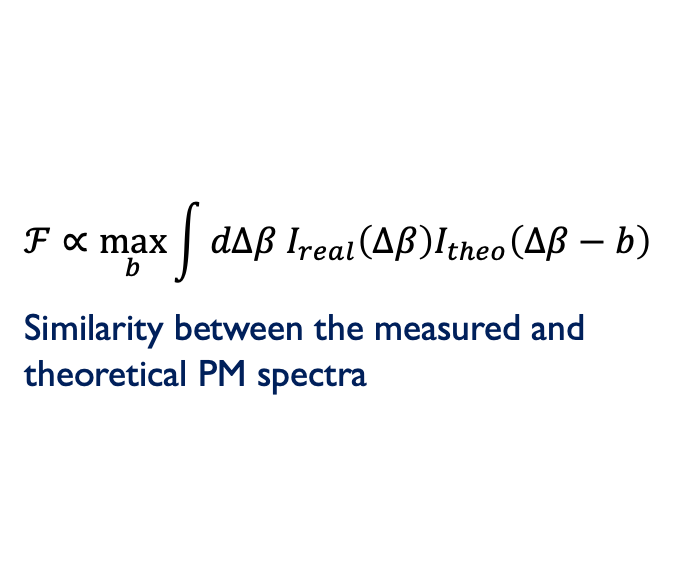 ℱ ∝ max_b ∫ dΔβ I_real(Δβ)I_theo(Δβ − b)
Similarity between the measured and
theoretical PM spectra